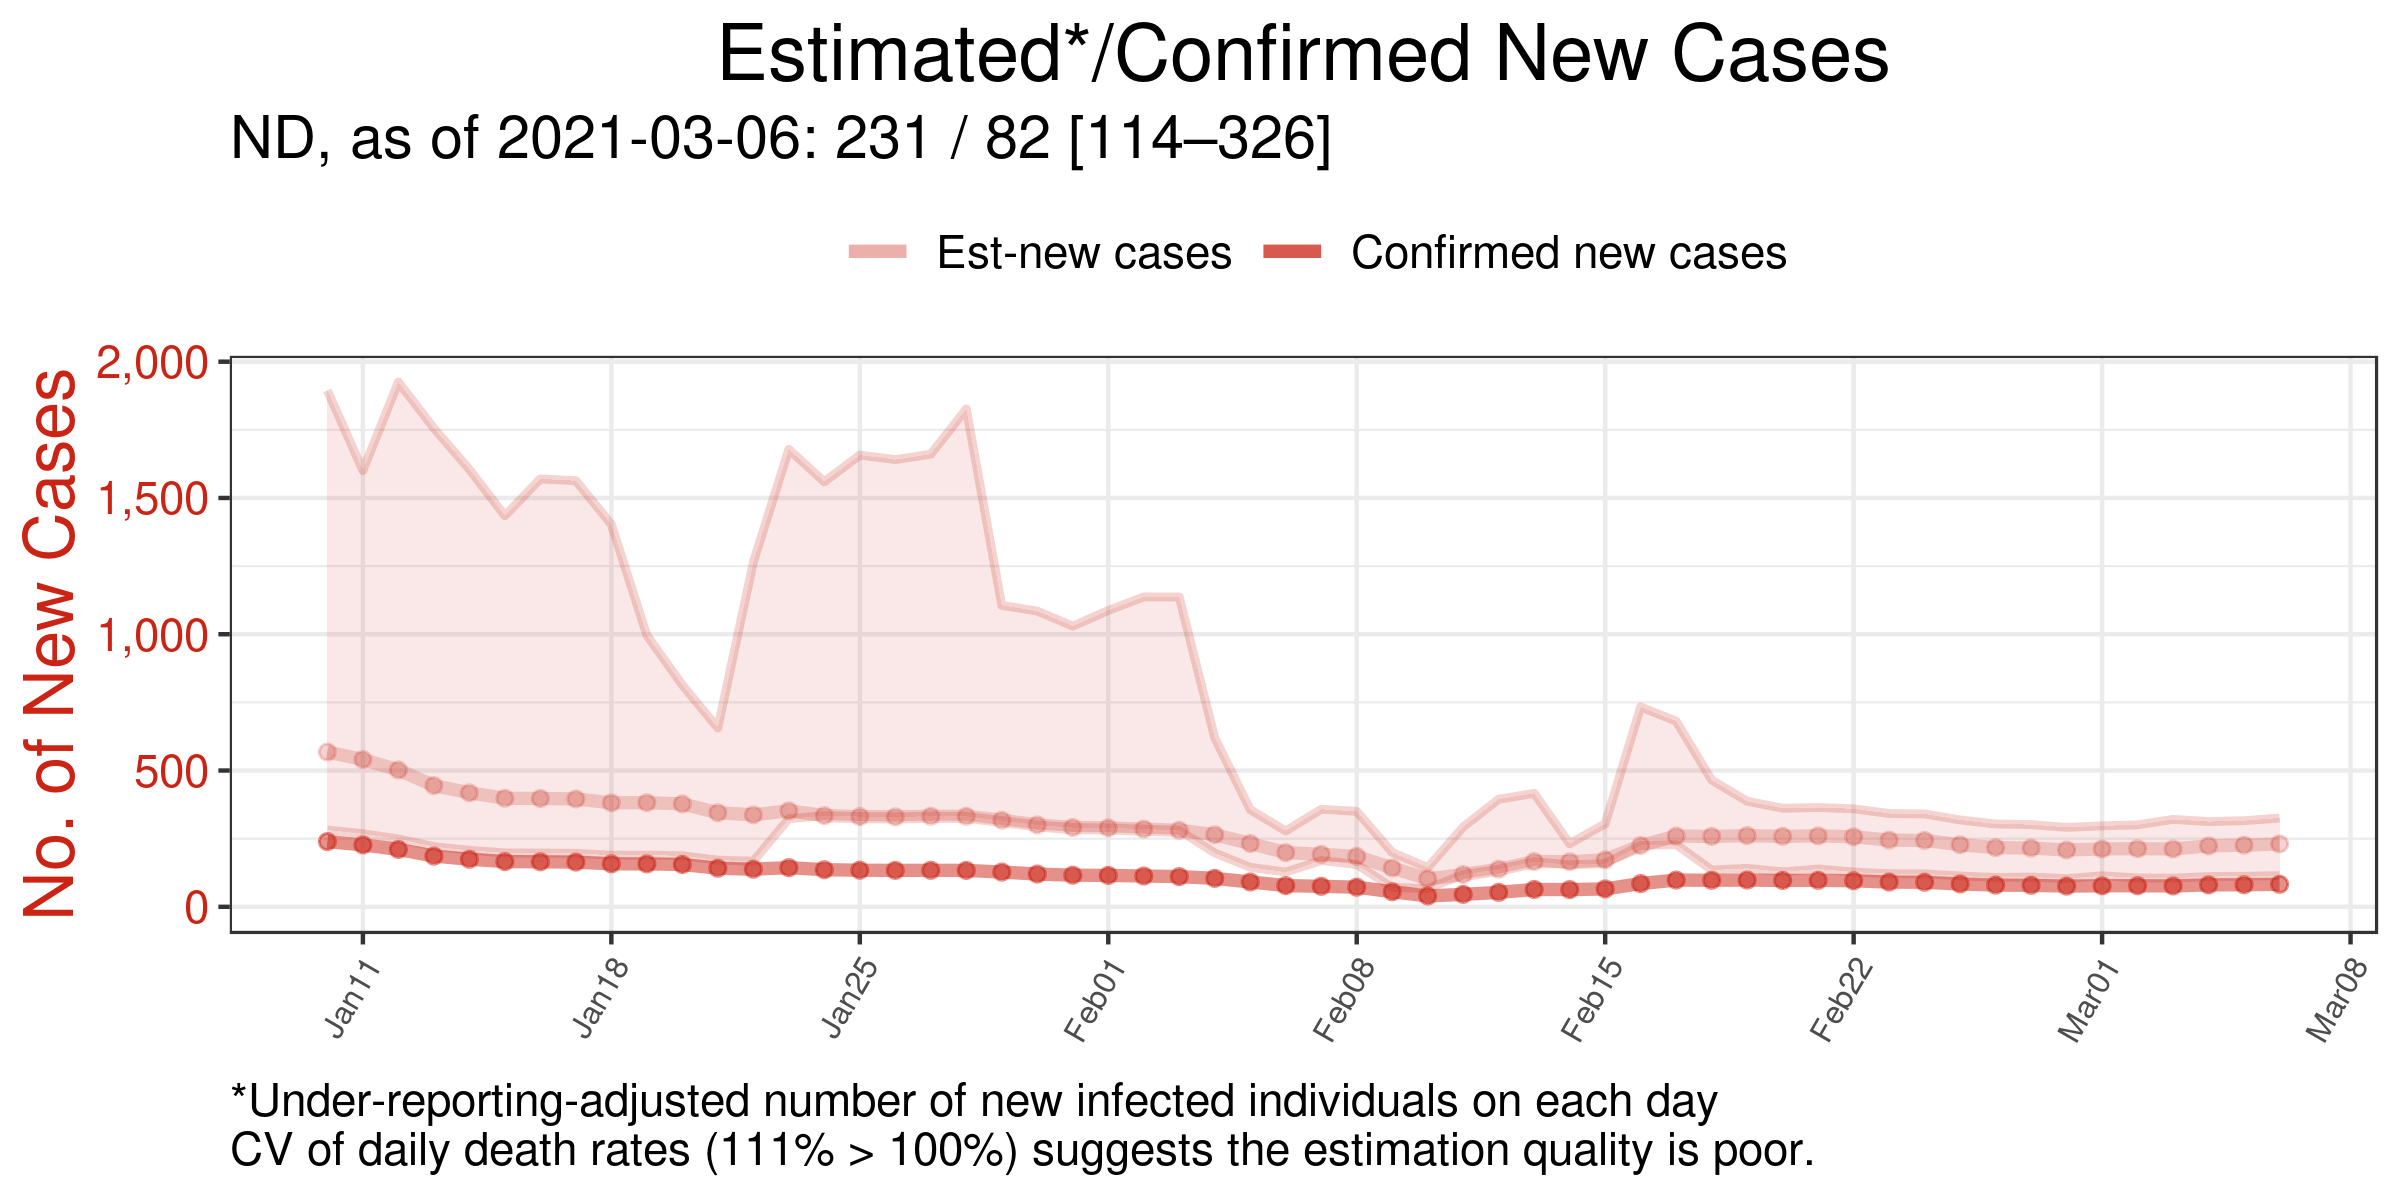 Estimated*/Confirmed New Cases
ND, as of 2021-03-06: 231 / 82 [114–326]
Est-new cases Confirmed new cases
No. of New Cases
2,000
1,500
1,000
500
0
Jan11 Jan18 Jan25 Feb01 Feb08 Feb15 Feb22 Mar01 Mar08
*Under-reporting-adjusted number of new infected individuals on each day
CV of daily death rates (111% > 100%) suggests the estimation quality is poor.